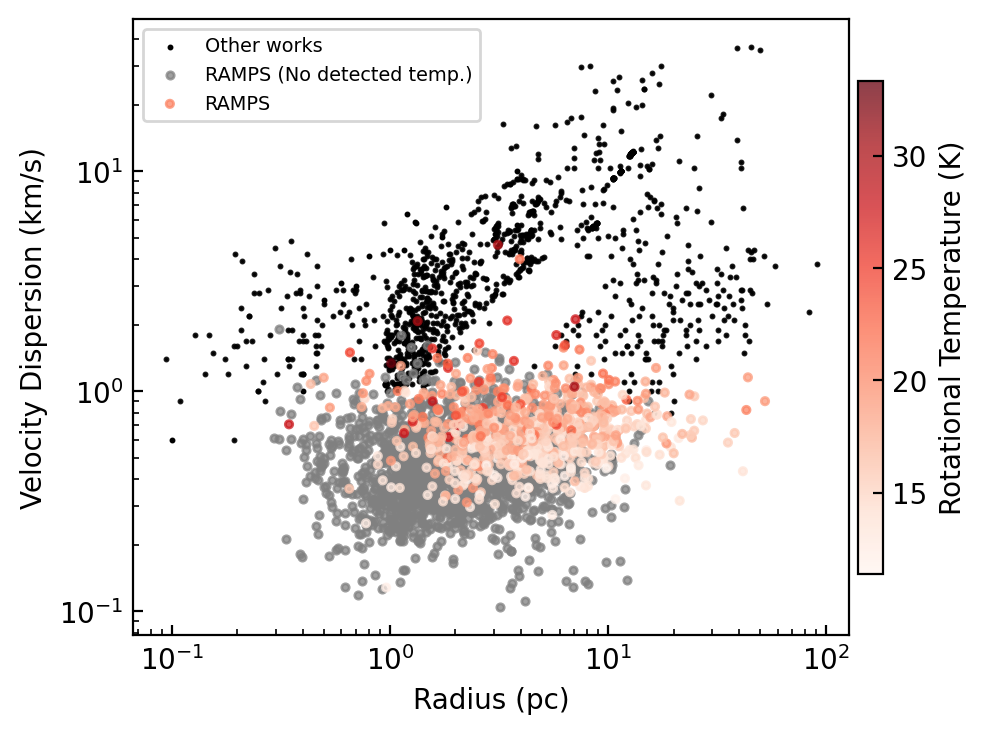 Other works
RAMPS (No detected temp.)
RAMPS
Velocity Dispersion (km/s)
10¹
10⁰
10⁻¹
10⁻¹ 10⁰ 10¹ 10²
Radius (pc)
30
25
20
15
Rotational Temperature (K)